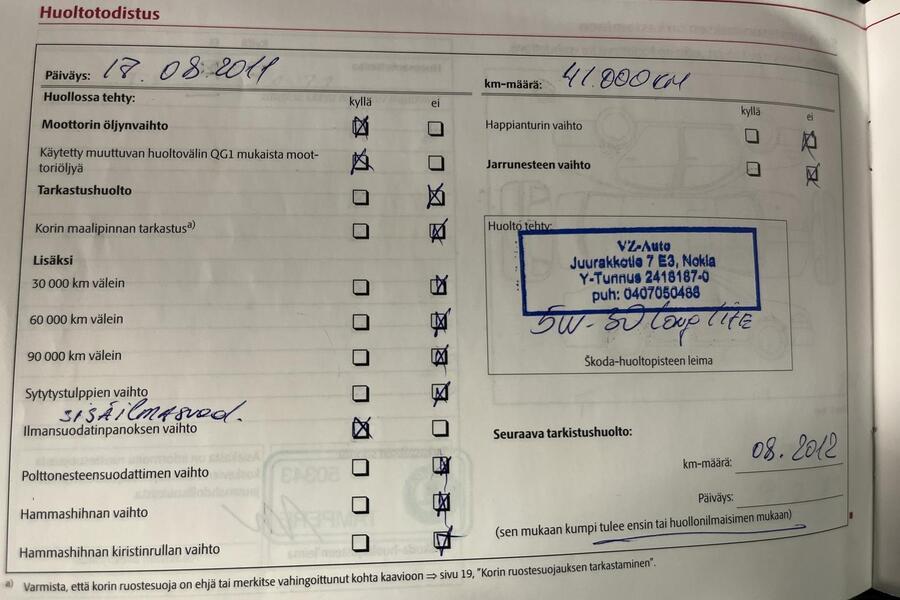 Huoltotodistus
Päiväys: 17.08.2011
km-määrä: 41.000 KM
Huollossa tehty:
kyllä ei
Moottorin öljynvaihto
Käytetty muuttuvan huoltovälin QG1 mukaista moot-
toriöljyä
Tarkastushuolto
Korin maalipinnan tarkastus a)
Lisäksi
30 000 km välein
60 000 km välein
90 000 km välein
Sytytystulppien vaihto
SISÄILMASUOD.
Ilmansuodatinpanoksen vaihto
Polttonesteensuodattimen vaihto
Hammashihnan vaihto
Hammashihnan kiristinrullan vaihto
kyllä ei
Happianturin vaihto
Jarrunesteen vaihto
Huolto tehty:
VZ-Auto
Juurakkotie 7 E3, Nokia
Y-Tunnus 2418187-0
puh: 0407050488
5W-30 Long LIFE
Škoda-huoltopisteen leima
Seuraava tarkistushuolto:
km-määrä: 08.2012
Päiväys:
(sen mukaan kumpi tulee ensin tai huollonilmaisimen mukaan)
a) Varmista, että korin ruostesuoja on ehjä tai merkitse vahingoittunut kohta kaavioon ⇒ sivu 19, "Korin ruostesuojauksen tarkastaminen".